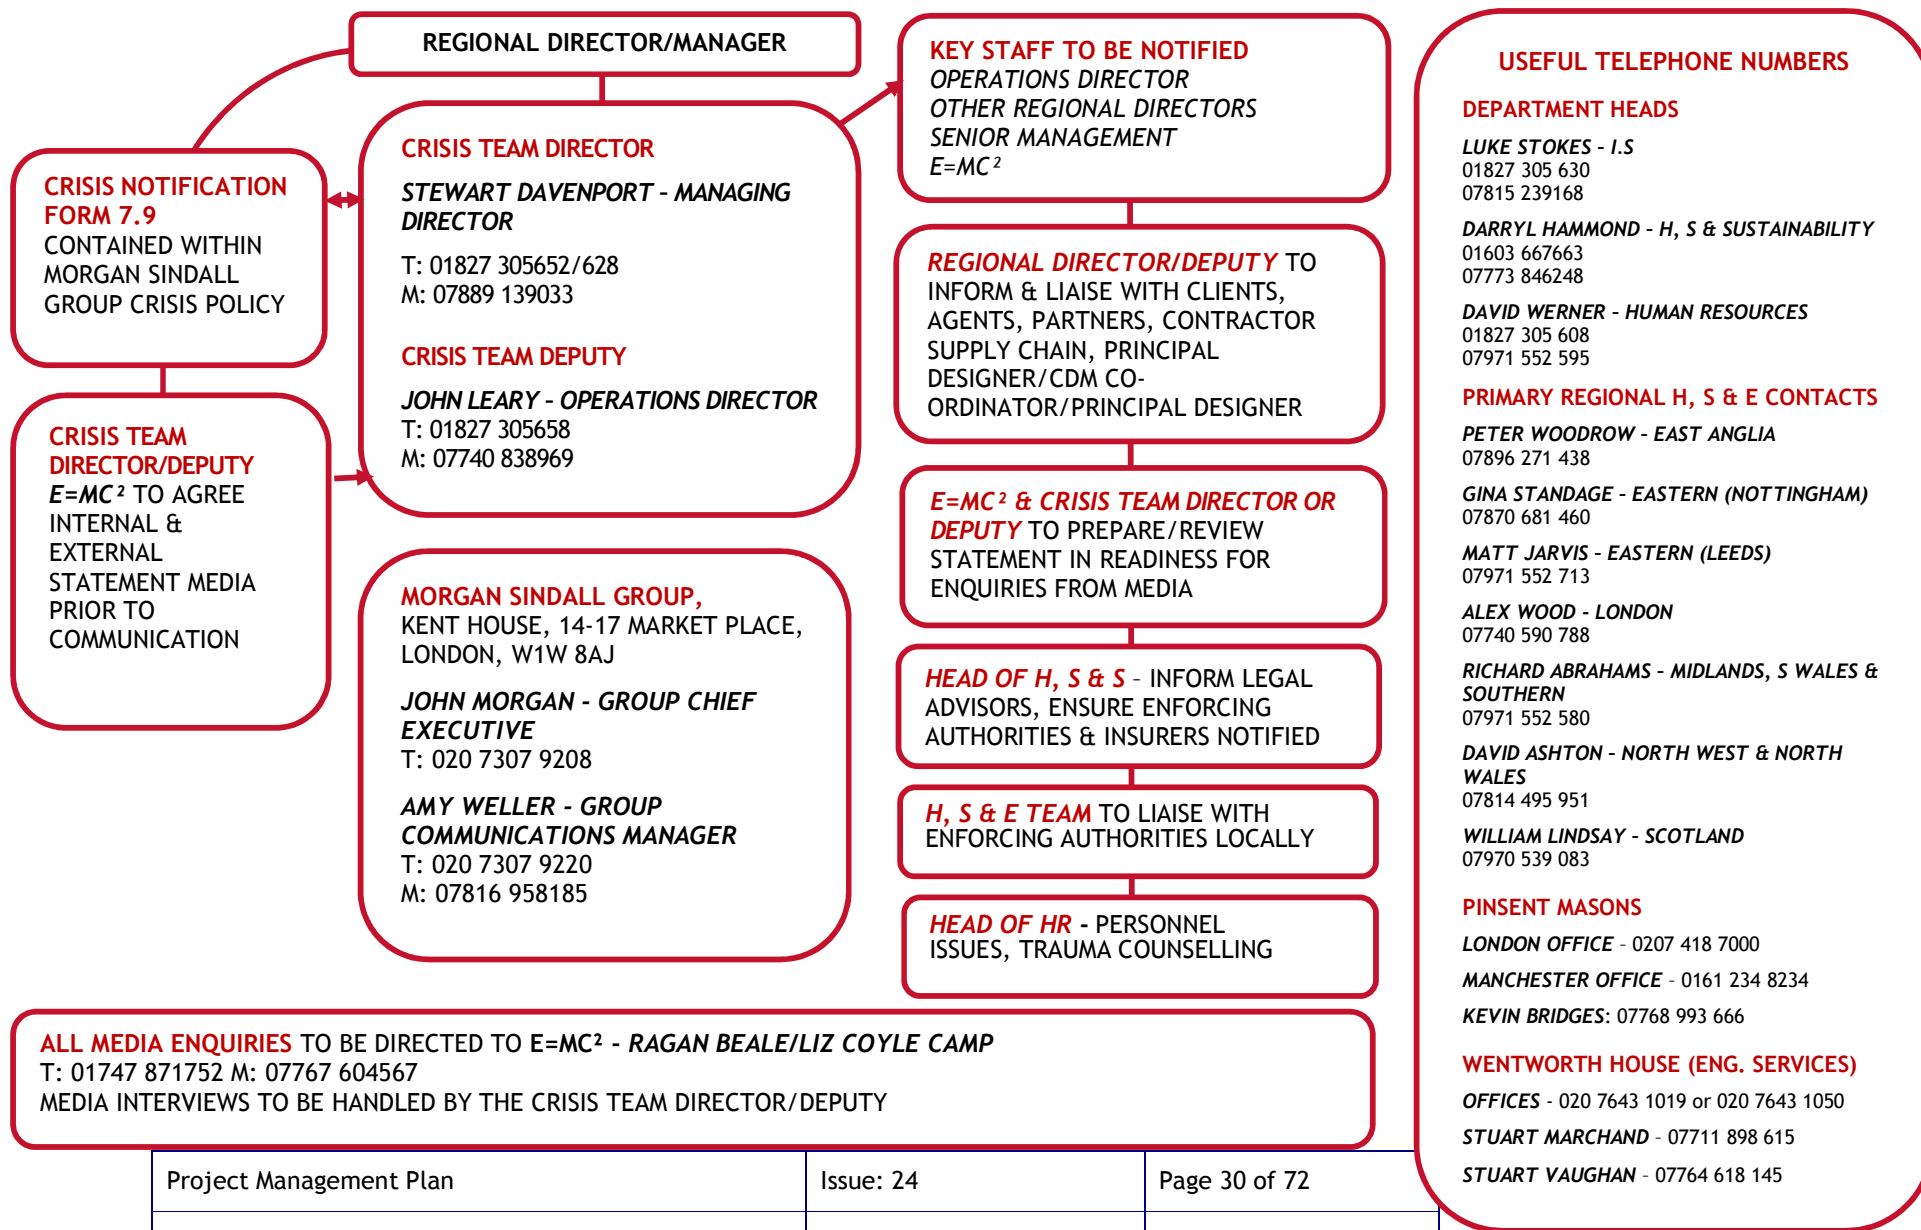 REGIONAL DIRECTOR/MANAGER
CRISIS NOTIFICATION
FORM 7.9
CONTAINED WITHIN
MORGAN SINDALL
GROUP CRISIS POLICY
CRISIS TEAM
DIRECTOR/DEPUTY
E=MC² TO AGREE
INTERNAL &
EXTERNAL
STATEMENT MEDIA
PRIOR TO
COMMUNICATION
CRISIS TEAM DIRECTOR
STEWART DAVENPORT – MANAGING
DIRECTOR
T: 01827 305652/628
M: 07889 139033
CRISIS TEAM DEPUTY
JOHN LEARY – OPERATIONS DIRECTOR
T: 01827 305658
M: 07740 838969
MORGAN SINDALL GROUP,
KENT HOUSE, 14-17 MARKET PLACE,
LONDON, W1W 8AJ
JOHN MORGAN - GROUP CHIEF
EXECUTIVE
T: 020 7307 9208
AMY WELLER - GROUP
COMMUNICATIONS MANAGER
T: 020 7307 9220
M: 07816 958185
KEY STAFF TO BE NOTIFIED
OPERATIONS DIRECTOR
OTHER REGIONAL DIRECTORS
SENIOR MANAGEMENT
E=MC²
REGIONAL DIRECTOR/DEPUTY TO
INFORM & LIAISE WITH CLIENTS,
AGENTS, PARTNERS, CONTRACTOR
SUPPLY CHAIN, PRINCIPAL
DESIGNER/CDM CO-
ORDINATOR/PRINCIPAL DESIGNER
E=MC² & CRISIS TEAM DIRECTOR OR
DEPUTY TO PREPARE/REVIEW
STATEMENT IN READINESS FOR
ENQUIRIES FROM MEDIA
HEAD OF H, S & S – INFORM LEGAL
ADVISORS, ENSURE ENFORCING
AUTHORITIES & INSURERS NOTIFIED
H, S & E TEAM TO LIAISE WITH
ENFORCING AUTHORITIES LOCALLY
HEAD OF HR - PERSONNEL
ISSUES, TRAUMA COUNSELLING
ALL MEDIA ENQUIRIES TO BE DIRECTED TO E=MC² - RAGAN BEALE/LIZ COYLE CAMP
T: 01747 871752 M: 07767 604567
MEDIA INTERVIEWS TO BE HANDLED BY THE CRISIS TEAM DIRECTOR/DEPUTY
USEFUL TELEPHONE NUMBERS
DEPARTMENT HEADS
LUKE STOKES – I.S
01827 305 630
07815 239168
DARRYL HAMMOND – H, S & SUSTAINABILITY
01603 667663
07773 846248
DAVID WERNER – HUMAN RESOURCES
01827 305 608
07971 552 595
PRIMARY REGIONAL H, S & E CONTACTS
PETER WOODROW – EAST ANGLIA
07896 271 438
GINA STANDAGE – EASTERN (NOTTINGHAM)
07870 681 460
MATT JARVIS – EASTERN (LEEDS)
07971 552 713
ALEX WOOD - LONDON
07740 590 788
RICHARD ABRAHAMS – MIDLANDS, S WALES &
SOUTHERN
07971 552 580
DAVID ASHTON – NORTH WEST & NORTH
WALES
07814 495 951
WILLIAM LINDSAY – SCOTLAND
07970 539 083
PINSENT MASONS
LONDON OFFICE – 0207 418 7000
MANCHESTER OFFICE – 0161 234 8234
KEVIN BRIDGES: 07768 993 666
WENTWORTH HOUSE (ENG. SERVICES)
OFFICES - 020 7643 1019 or 020 7643 1050
STUART MARCHAND – 07711 898 615
STUART VAUGHAN – 07764 618 145
Project Management Plan Issue: 24 Page 30 of 72